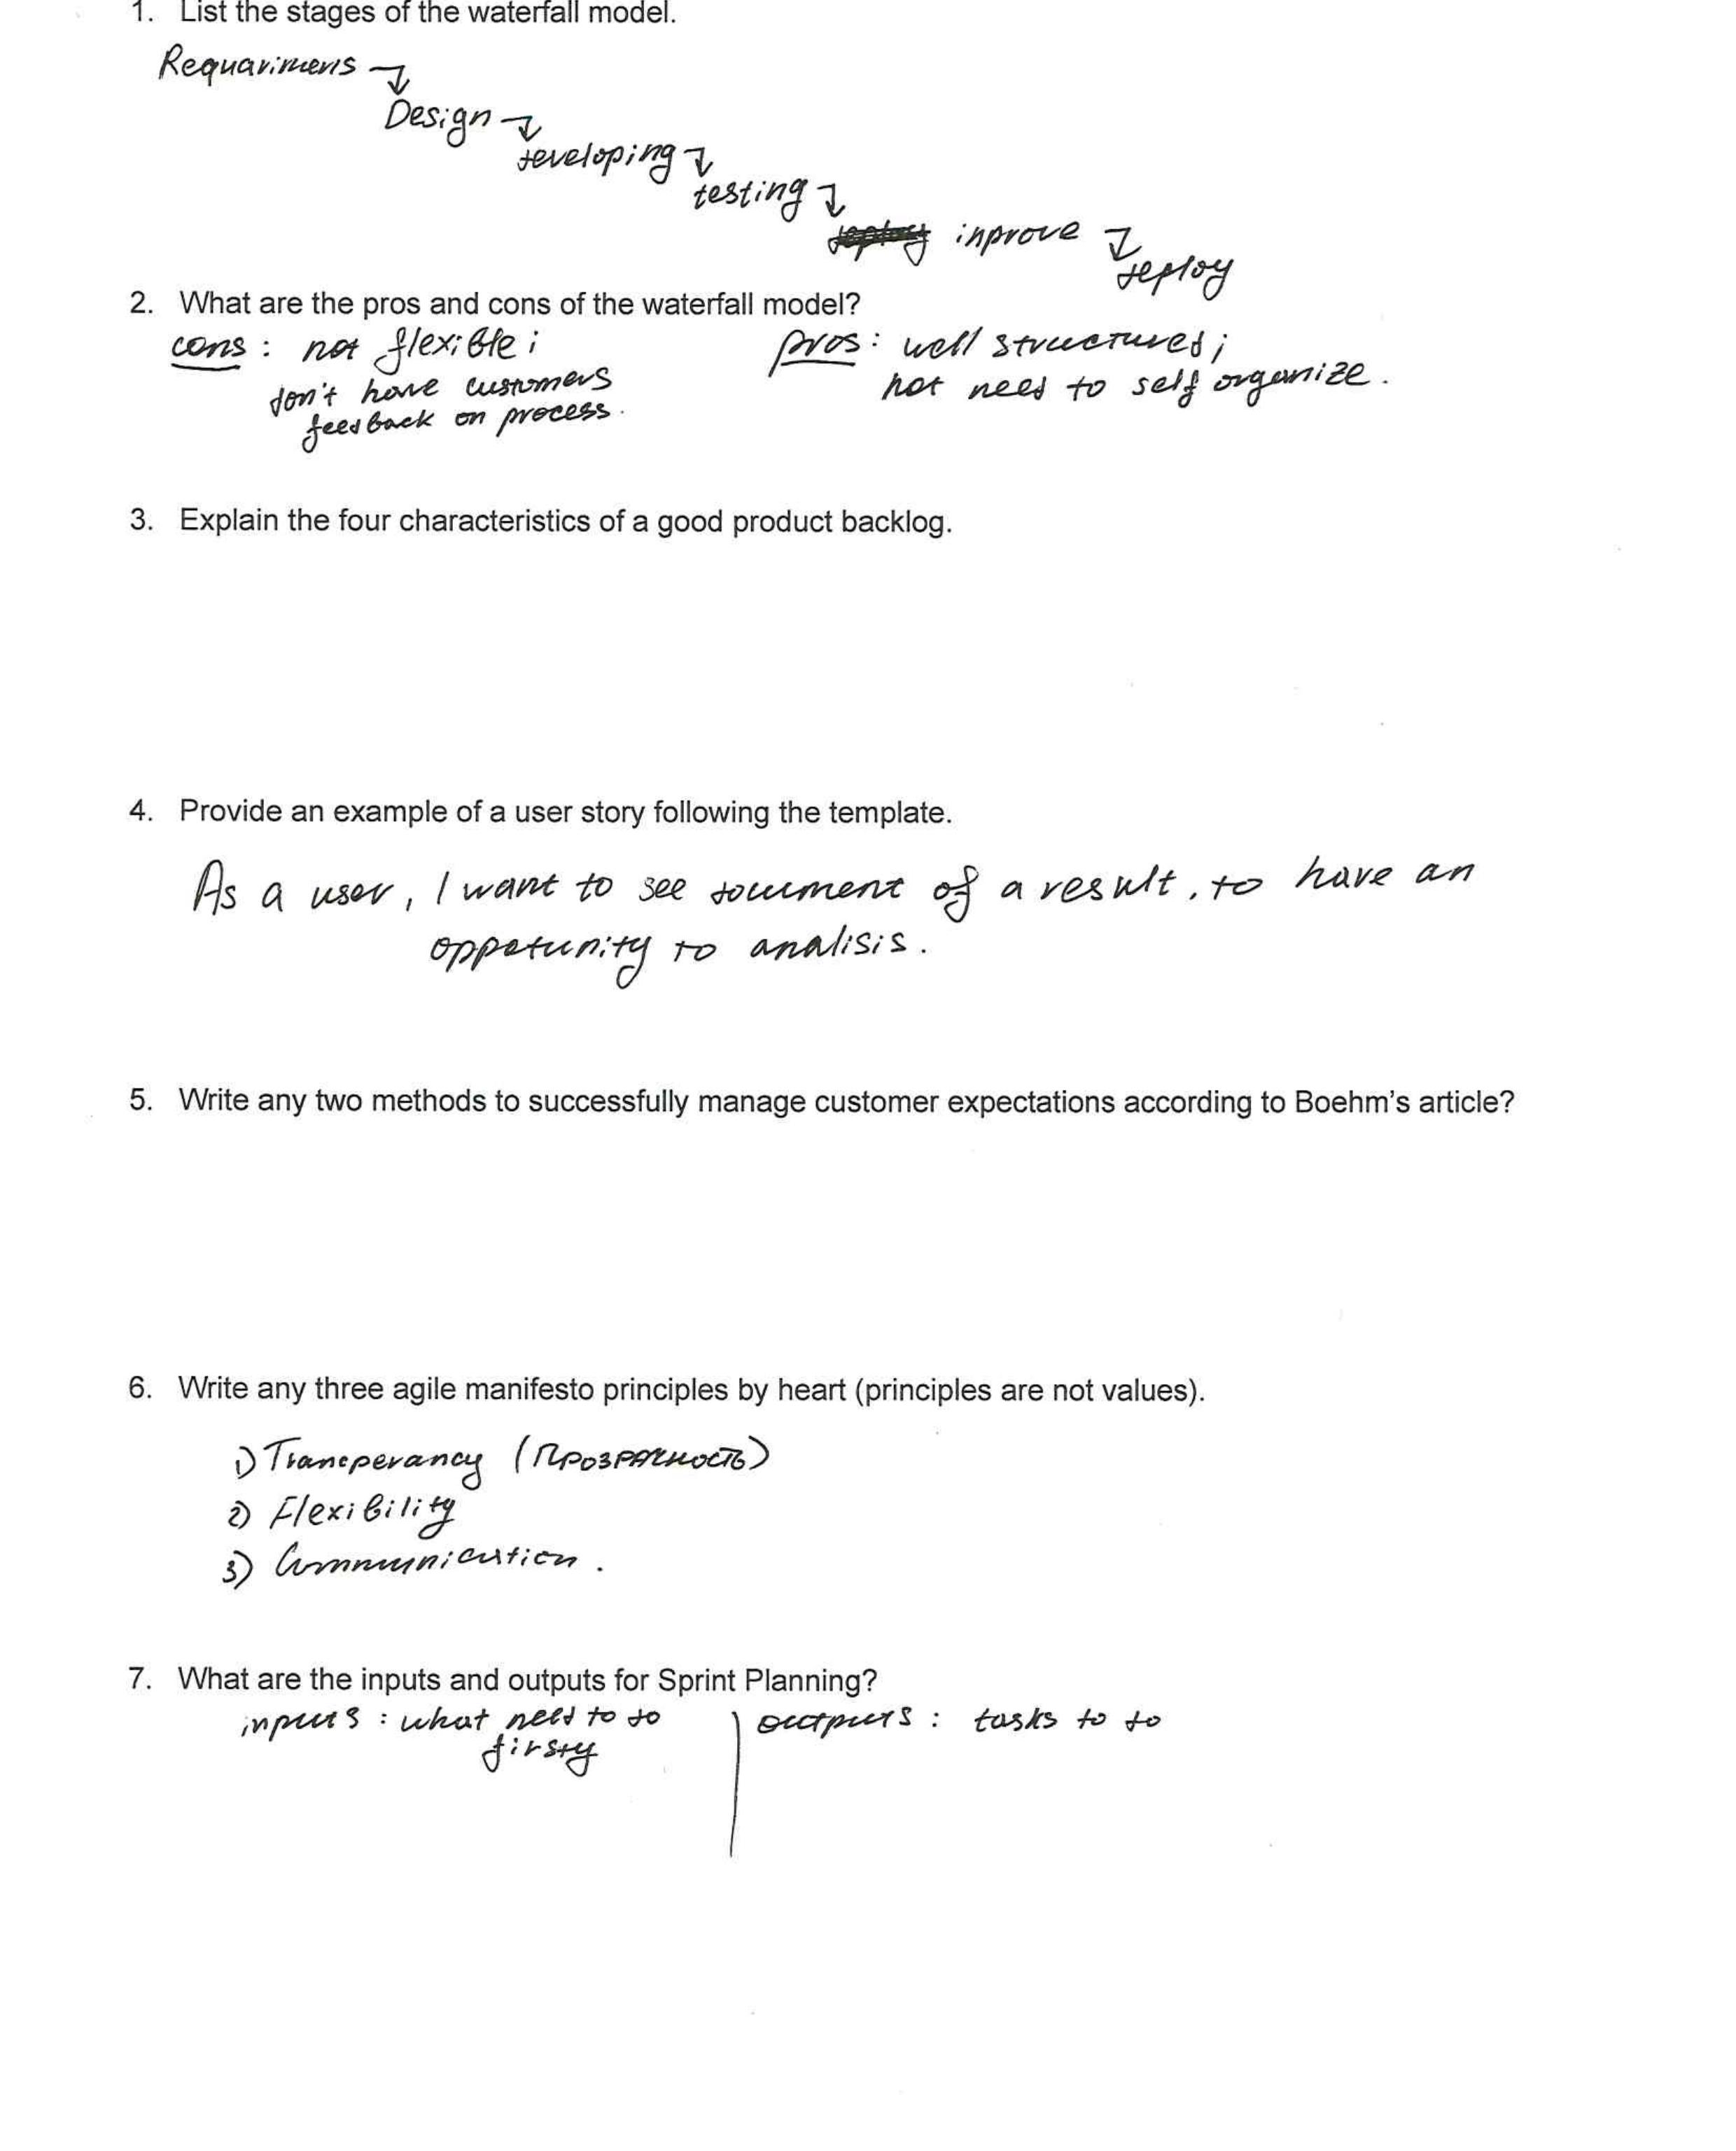 1. List the stages of the waterfall model.
Requarimens
Design
developing
testing
inprove
deploy
2. What are the pros and cons of the waterfall model?
cons: not flexible;
don't have customers
feedback on process.
pros: well structured;
not need to self organize.
3. Explain the four characteristics of a good product backlog.
4. Provide an example of a user story following the template.
As a user, I want to see document of a result, to have an
oppetunity to analisis.
5. Write any two methods to successfully manage customer expectations according to Boehm's article?
6. Write any three agile manifesto principles by heart (principles are not values).
1) Transperancy (Прозрачность)
2) Flexibility
3) Communication.
7. What are the inputs and outputs for Sprint Planning?
inputs: what need to do
firsty
outputs: tasks to do